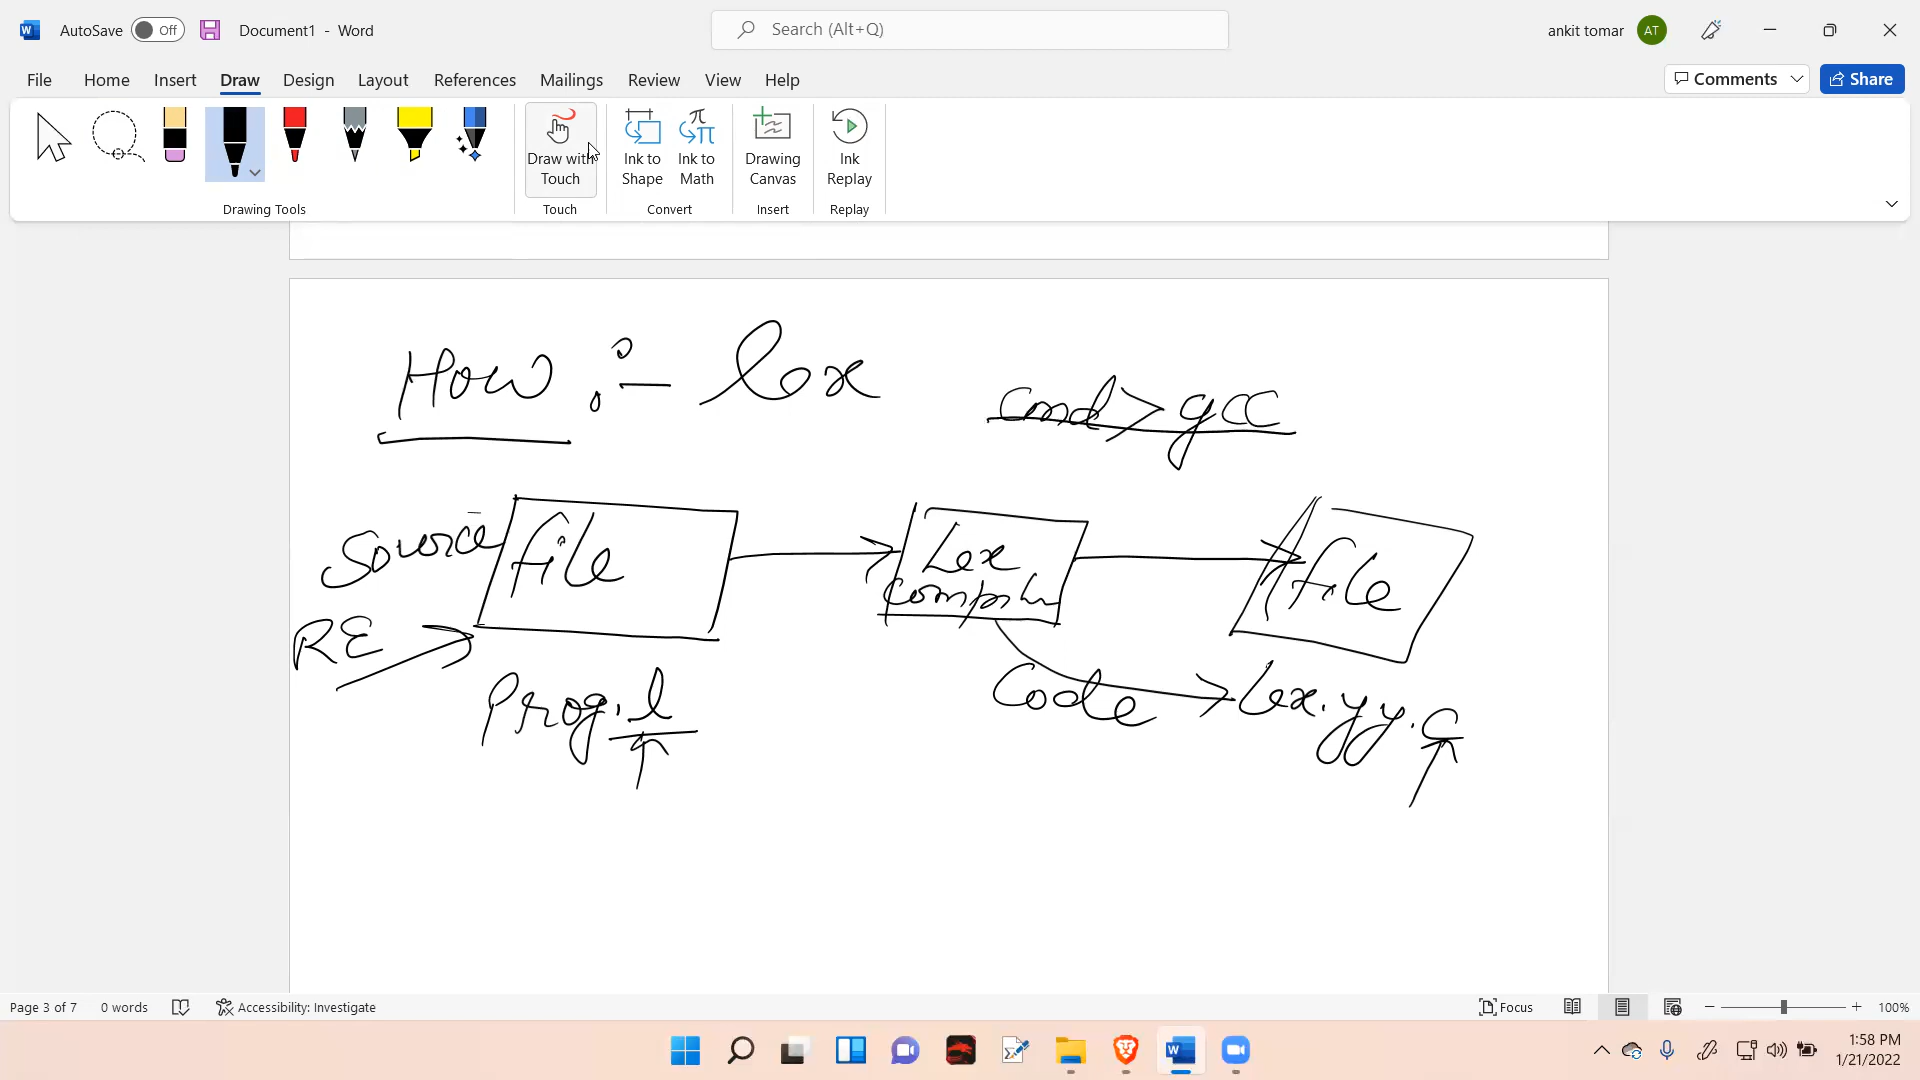 AutoSave Off Document1 - Word Search (Alt+Q) ankit tomar AT
File Home Insert Draw Design Layout References Mailings Review View Help Comments Share
Draw with Touch
Ink to Shape
Ink to Math
Drawing Canvas
Ink Replay
Drawing Tools Touch Convert Insert Replay
How :- lex
cmd>gcc
Source file Lex file
RE
Code
Prog.l lex.yy.c
Page 3 of 7 0 words Accessibility: Investigate Focus 100%
1:58 PM
1/21/2022